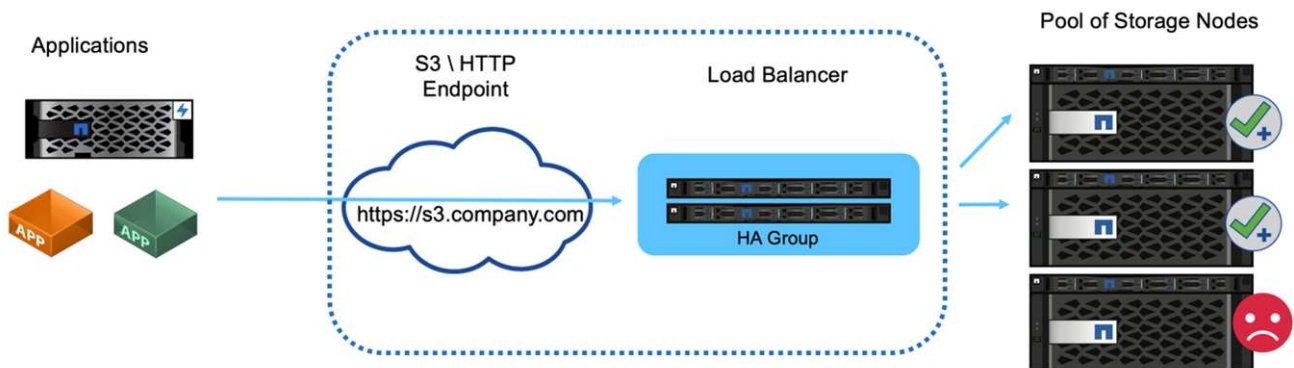 Applications
APP
APP
S3 \ HTTP
Endpoint
https://s3.company.com
Load Balancer
HA Group
Pool of Storage Nodes